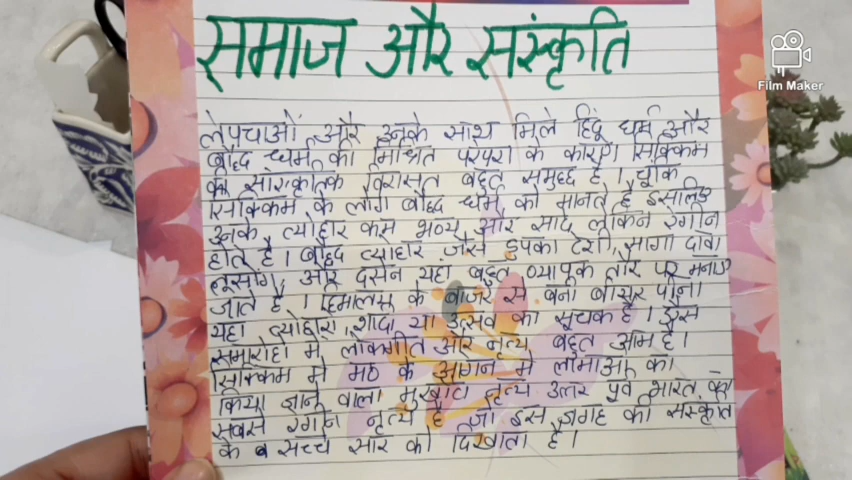 समाज और संस्कृति
Film Maker
लेपचाओं और उनके साथ मिले हिंदू धर्म और
बौद्ध धर्म की मिश्रित परंपरा के कारण सिक्किम
की सांस्कृतिक विरासत बहुत समृद्ध है। चूंकि
सिक्किम के लोग बौद्ध धर्म को मानते हैं इसलिए
उनके त्योहार कम भव्य और सादे लेकिन रंगीन
होते हैं। बौद्ध त्योहार जैसे ड्रपका टेशी, सागा दावा
लूसांग, और दसैन यहां बहुत व्यापक तौर पर मनाए
जाते हैं। हिमालय के बाजरे से बनी बीयर पीना
यहां त्योहारों, शादी या उत्सव का सूचक है। इस
समारोहों में लोकगीत और नृत्य बहुत आम हैं।
सिक्किम में मठ के आंगन में लामाओं का
किया जाने वाला मुखौटा नृत्य उत्तर पूर्व भारत का
सबसे रंगीन नृत्य है जो इस जगह की संस्कृति
के सच्चे सार को दिखाता है।